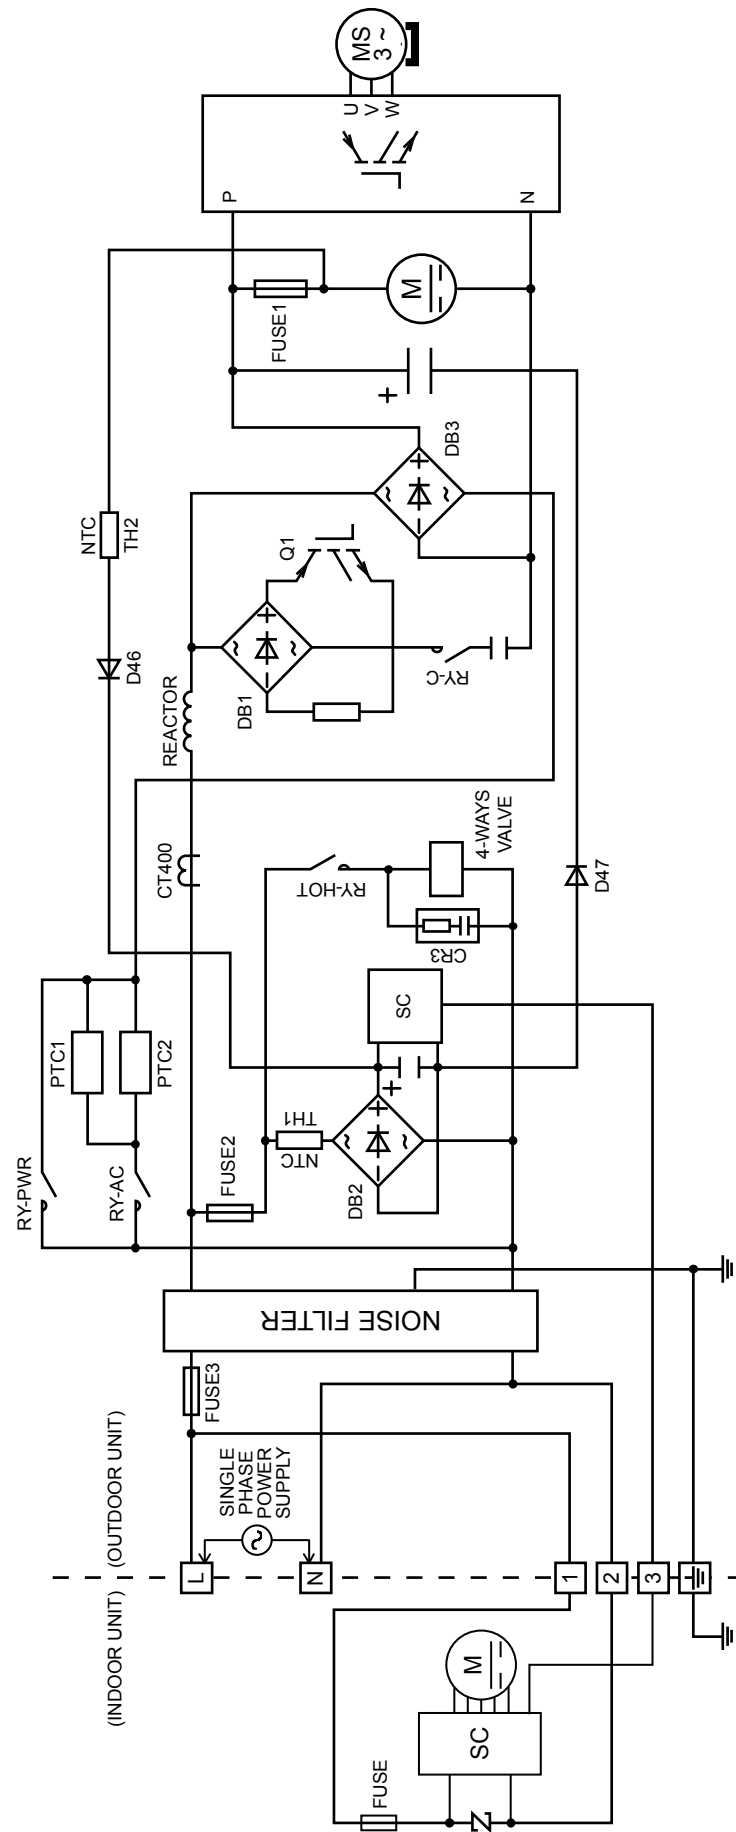 (INDOOR UNIT)
(OUTDOOR UNIT)
FUSE
SC
M
L
N
1
2
3
SINGLE
PHASE
POWER
SUPPLY
FUSE3
NOISE FILTER
RY-PWR
RY-AC
PTC1
PTC2
FUSE2
NTC
TH1
DB2
+
SC
CR3
RY-HOT
4-WAYS
VALVE
D47
CT400
REACTOR
D46
NTC
TH2
DB1
Q1
RY-C
DB3
+
FUSE1
M
P
N
U
V
W
MS
3 ~